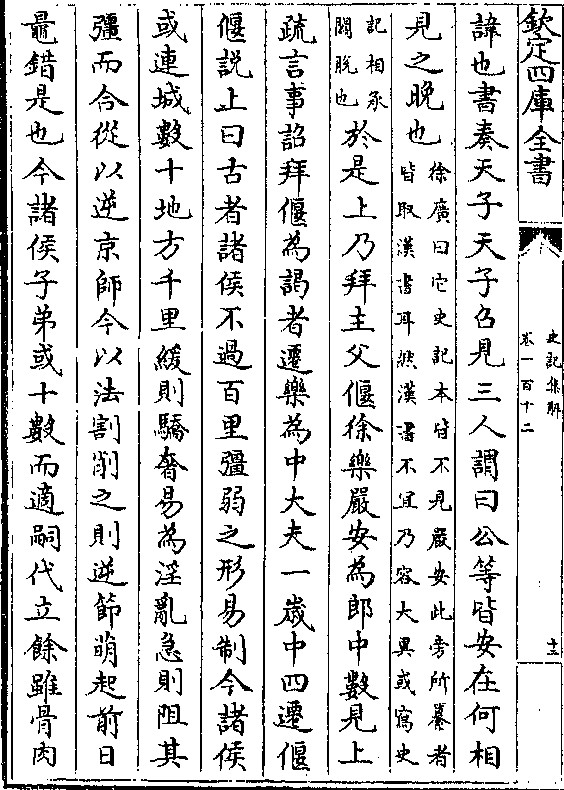 欽定四庫全書
史記集解
卷一百十二
十三
諱也書奏天子天子召見三人謂曰公等皆安在何相
見之晚也
徐廣曰它史記本皆不見嚴安此旁所纂者
皆取漢書耳然漢書不宜乃容大異或寫史
記相承
闕脫也
於是上乃拜主父偃徐樂嚴安為郎中數見上
疏言事詔拜偃為謁者遷樂為中大夫一歲中四遷偃
偃說上曰古者諸侯不過百里彊弱之形易制今諸侯
或連城數十地方千里緩則驕奢易為淫亂急則阻其
彊而合從以逆京師今以法割削之則逆節萌起前日
鼂錯是也今諸侯子弟或十數而適嗣代立餘雖骨肉